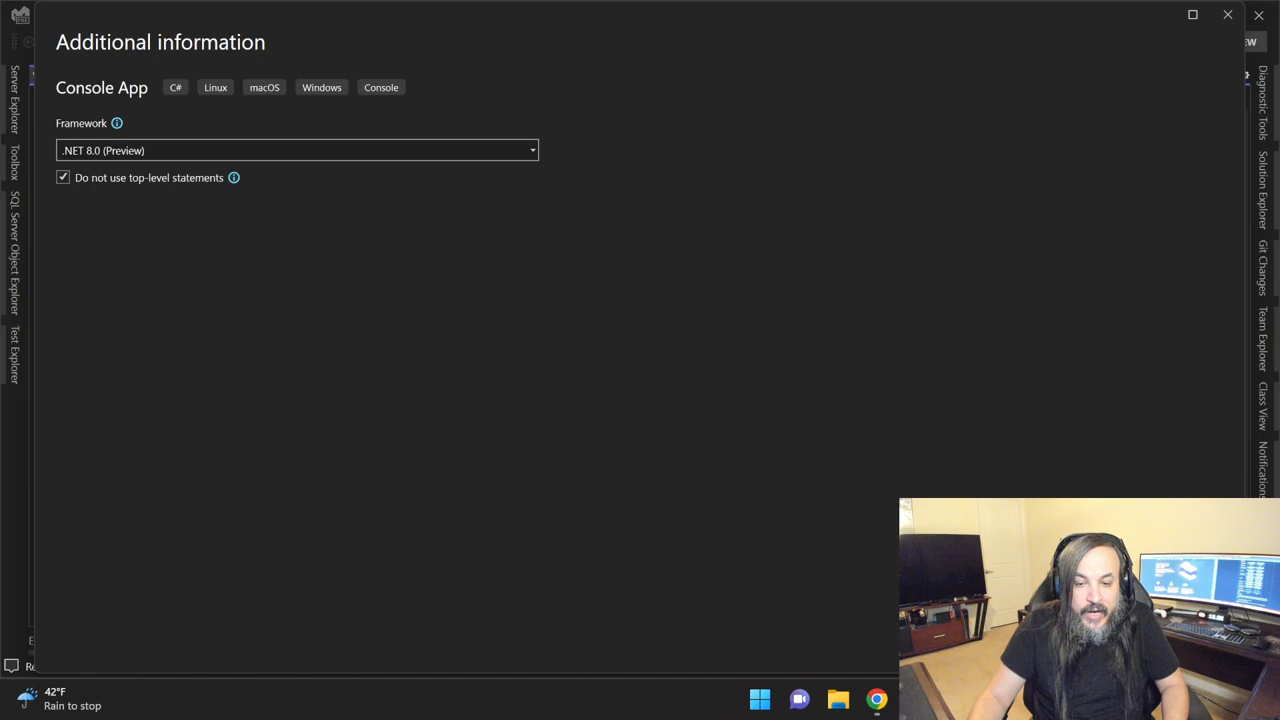 Additional information
EW
Console App C# Linux macOS Windows Console
Framework
.NET 8.0 (Preview)
Do not use top-level statements
Server Explorer
Toolbox
SQL Server Object Explorer
Test Explorer
Diagnostic Tools
Solution Explorer
Git Changes
Team Explorer
Class View
Notifications
Re
42°F
Rain to stop